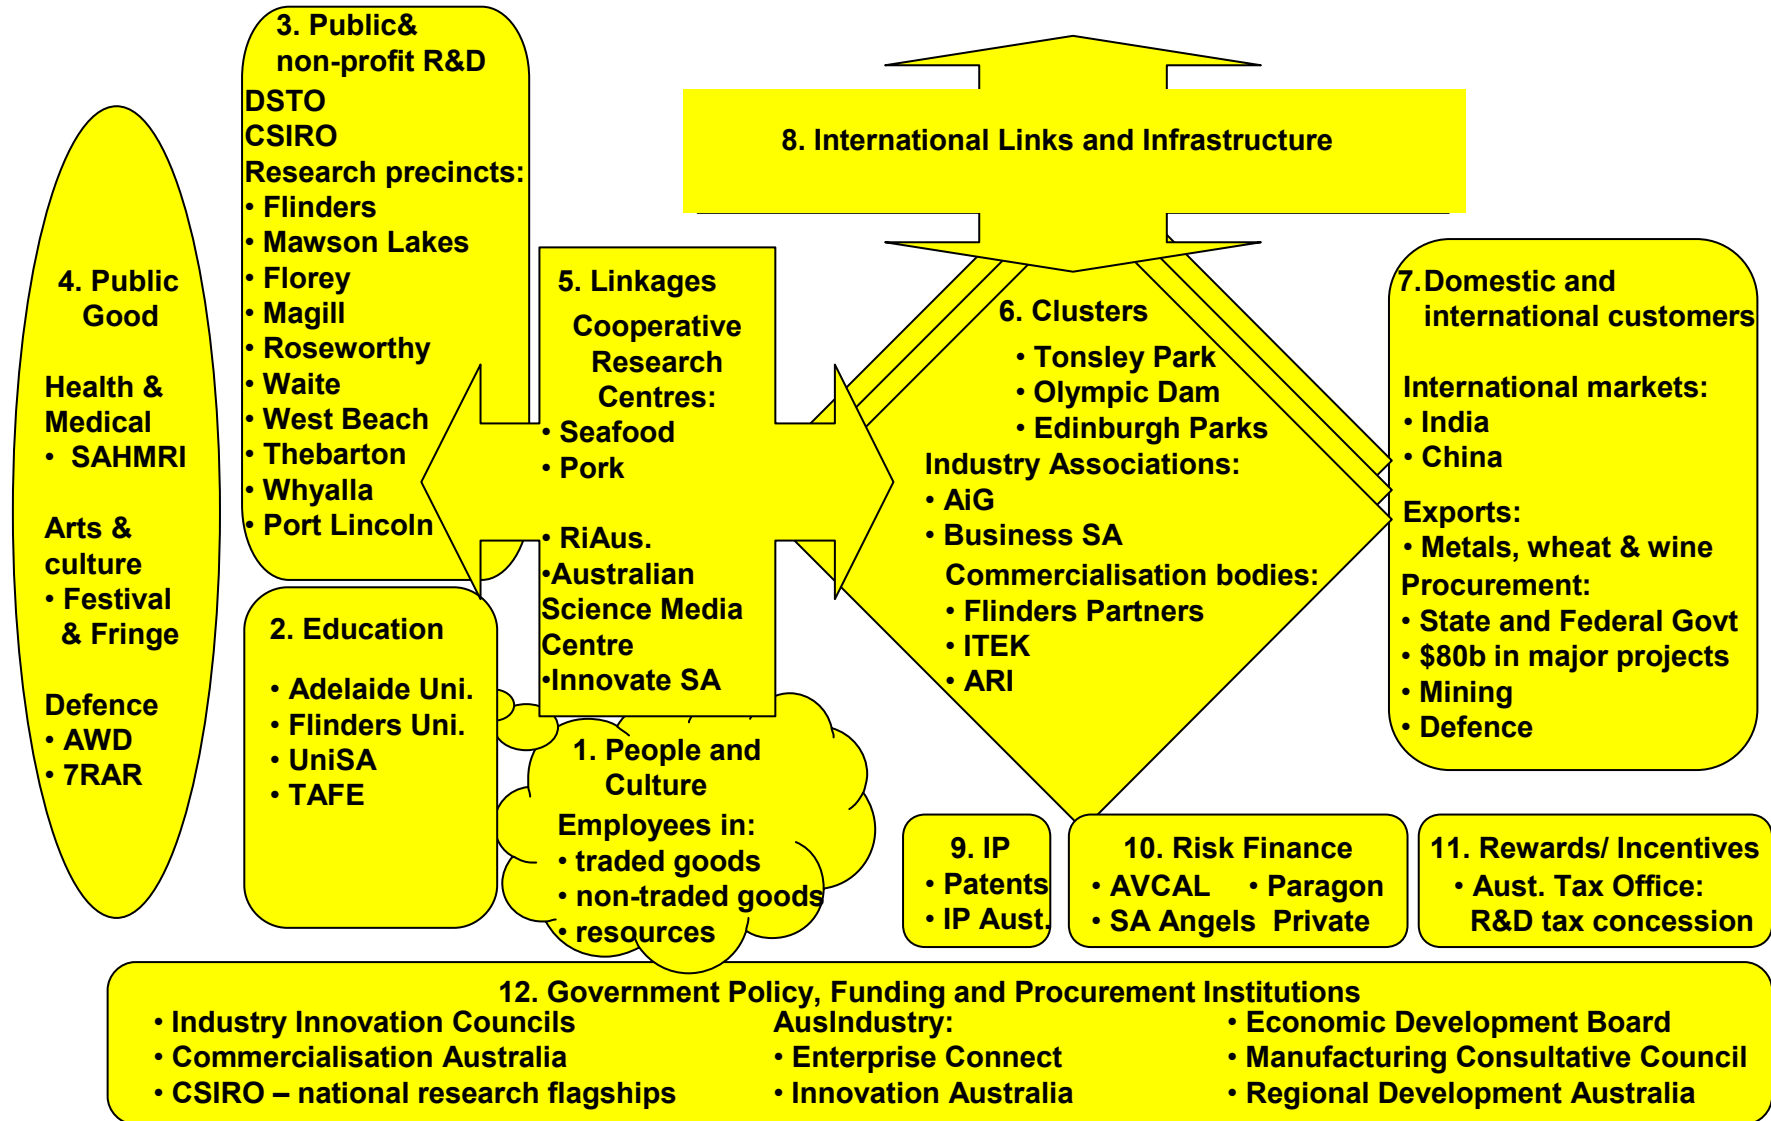 3. Public&
non-profit R&D
DSTO
CSIRO
Research precincts:
• Flinders
• Mawson Lakes
• Florey
• Magill
• Roseworthy
• Waite
• West Beach
• Thebarton
• Whyalla
• Port Lincoln
4. Public
Good
Health &
Medical
• SAHMRI
Arts &
culture
• Festival
& Fringe
Defence
• AWD
• 7RAR
2. Education
• Adelaide Uni.
• Flinders Uni.
• UniSA
• TAFE
5. Linkages
Cooperative
Research
Centres:
• Seafood
• Pork
• RiAus.
•Australian
Science Media
Centre
•Innovate SA
1. People and
Culture
Employees in:
• traded goods
• non-traded goods
• resources
8. International Links and Infrastructure
6. Clusters
• Tonsley Park
• Olympic Dam
• Edinburgh Parks
Industry Associations:
• AiG
• Business SA
Commercialisation bodies:
• Flinders Partners
• ITEK
• ARI
7.Domestic and
international customers
International markets:
• India
• China
Exports:
• Metals, wheat & wine
Procurement:
• State and Federal Govt
• $80b in major projects
• Mining
• Defence
9. IP
• Patents
• IP Aust.
10. Risk Finance
• AVCAL • Paragon
• SA Angels Private
11. Rewards/ Incentives
• Aust. Tax Office:
R&D tax concession
12. Government Policy, Funding and Procurement Institutions
• Industry Innovation Councils
• Commercialisation Australia
• CSIRO – national research flagships
AusIndustry:
• Enterprise Connect
• Innovation Australia
• Economic Development Board
• Manufacturing Consultative Council
• Regional Development Australia